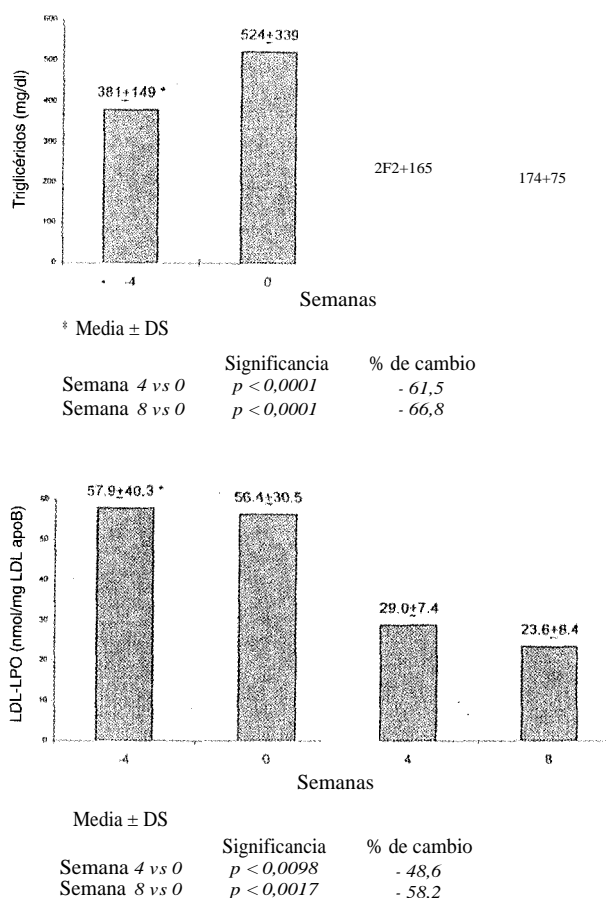 600
524±339
500
381±149 *
400
300
2F2+165
174+75
200
100
0
Triglicéridos (mg/dl)
-4 0
Semanas
* Media ± DS
Significancia % de cambio
Semana 4 vs 0 p < 0,0001 - 61,5
Semana 8 vs 0 p < 0,0001 - 66,8
57.9±40.3 * 56.4±30.5
60
50
40
29.0±7.4
30
23.6±8.4
20
10
0
LDL-LPO (nmol/mg LDL apoB)
-4 0 4 8
Semanas
Media ± DS
Significancia % de cambio
Semana 4 vs 0 p < 0,0098 - 48,6
Semana 8 vs 0 p < 0,0017 - 58,2